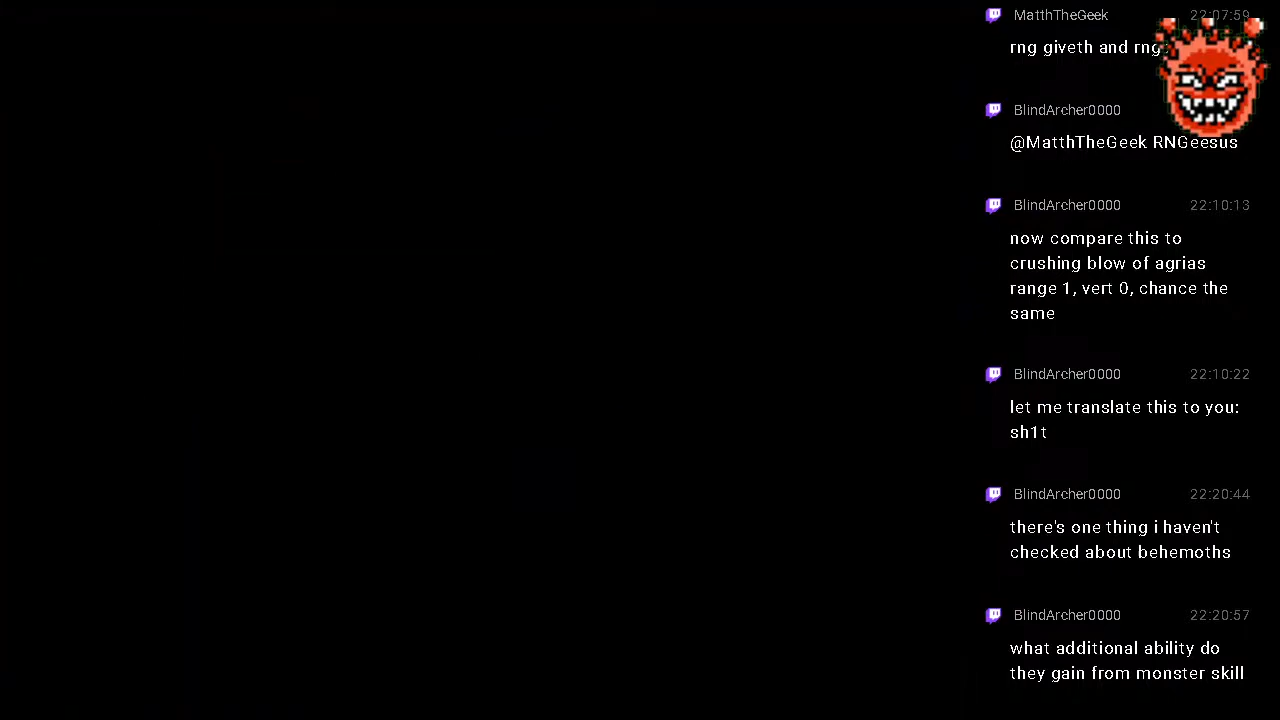 MatthTheGeek 22:07:59
rng giveth and rng
BlindArcher0000
@MatthTheGeek RNGeesus
BlindArcher0000 22:10:13
now compare this to
crushing blow of agrias
range 1, vert 0, chance the
same
BlindArcher0000 22:10:22
let me translate this to you:
sh1t
BlindArcher0000 22:20:44
there's one thing i haven't
checked about behemoths
BlindArcher0000 22:20:57
what additional ability do
they gain from monster skill